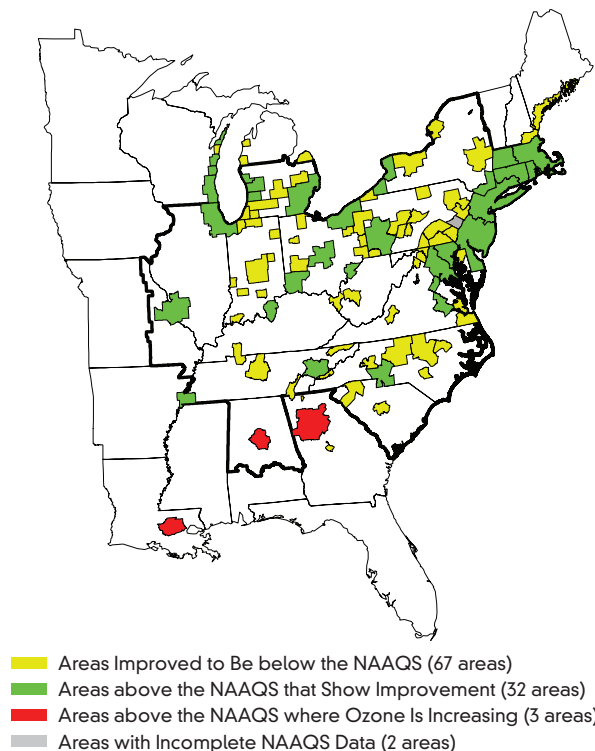 Areas Improved to Be below the NAAQS (67 areas)
Areas above the NAAQS that Show Improvement (32 areas)
Areas above the NAAQS where Ozone Is Increasing (3 areas)
Areas with Incomplete NAAQS Data (2 areas)